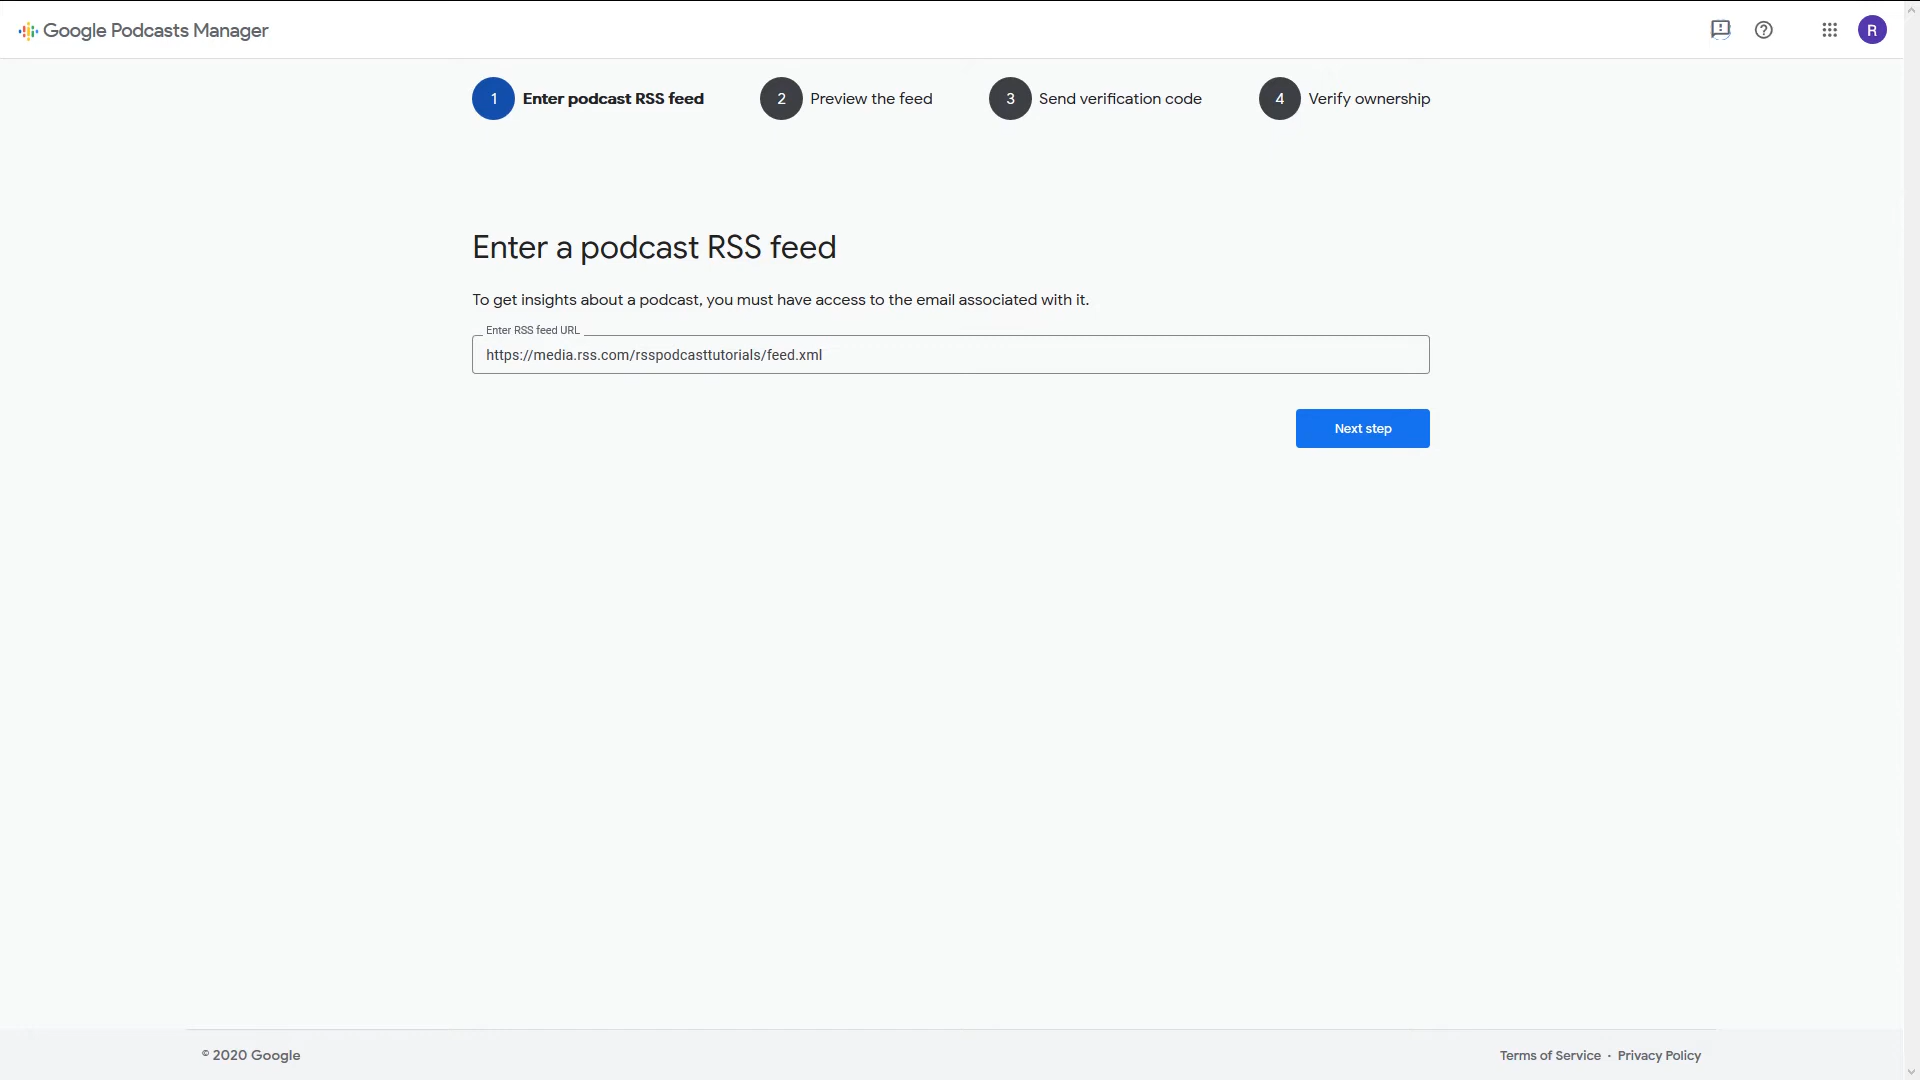 Google Podcasts Manager
R
1 Enter podcast RSS feed
2 Preview the feed
3 Send verification code
4 Verify ownership
Enter a podcast RSS feed
To get insights about a podcast, you must have access to the email associated with it.
Enter RSS feed URL
https://media.rss.com/rsspodcasttutorials/feed.xml
Next step
© 2020 Google
Terms of Service · Privacy Policy